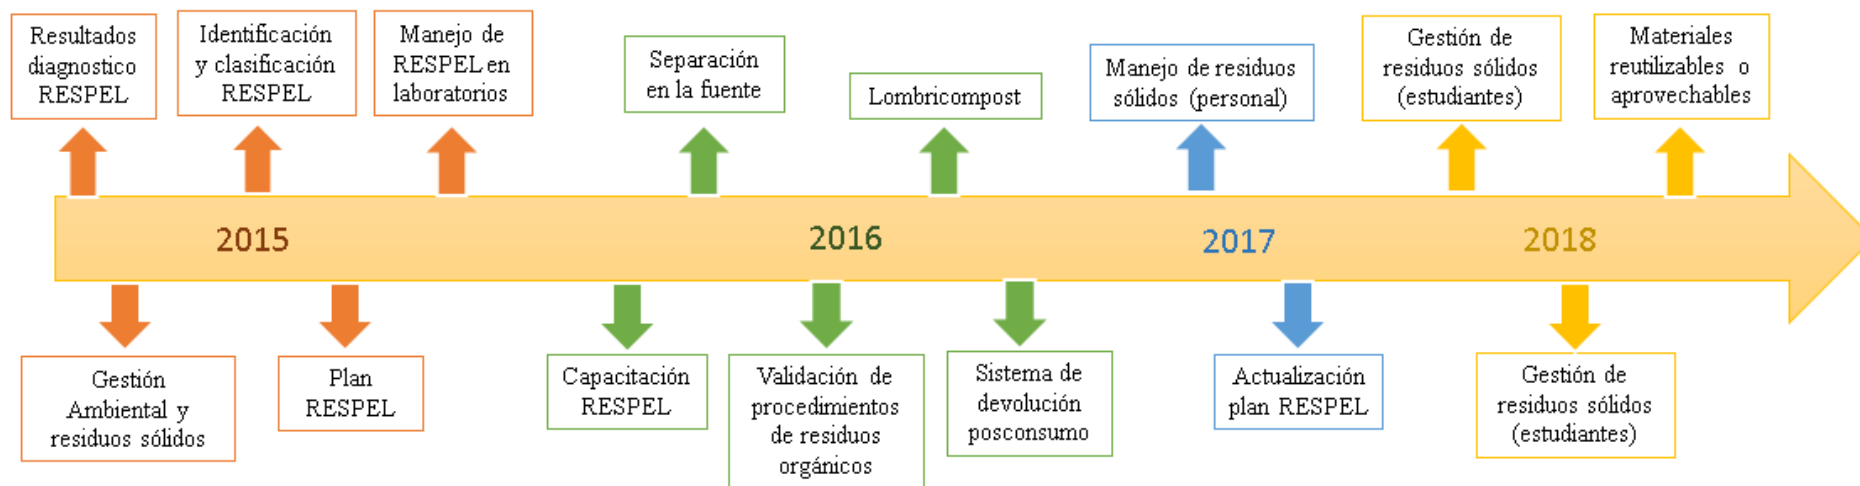 Resultados
diagnostico
RESPEL
Identificación
y clasificación
RESPEL
Manejo de
RESPEL en
laboratorios
Separación
en la fuente
Lombricompost
Manejo de residuos
sólidos (personal)
Gestión de
residuos sólidos
(estudiantes)
Materiales
reutilizables o
aprovechables
2015
2016
2017
2018
Gestión
Ambiental y
residuos sólidos
Plan
RESPEL
Capacitación
RESPEL
Validación de
procedimientos
de residuos
orgánicos
Sistema de
devolución
posconsumo
Actualización
plan RESPEL
Gestión de
residuos sólidos
(estudiantes)